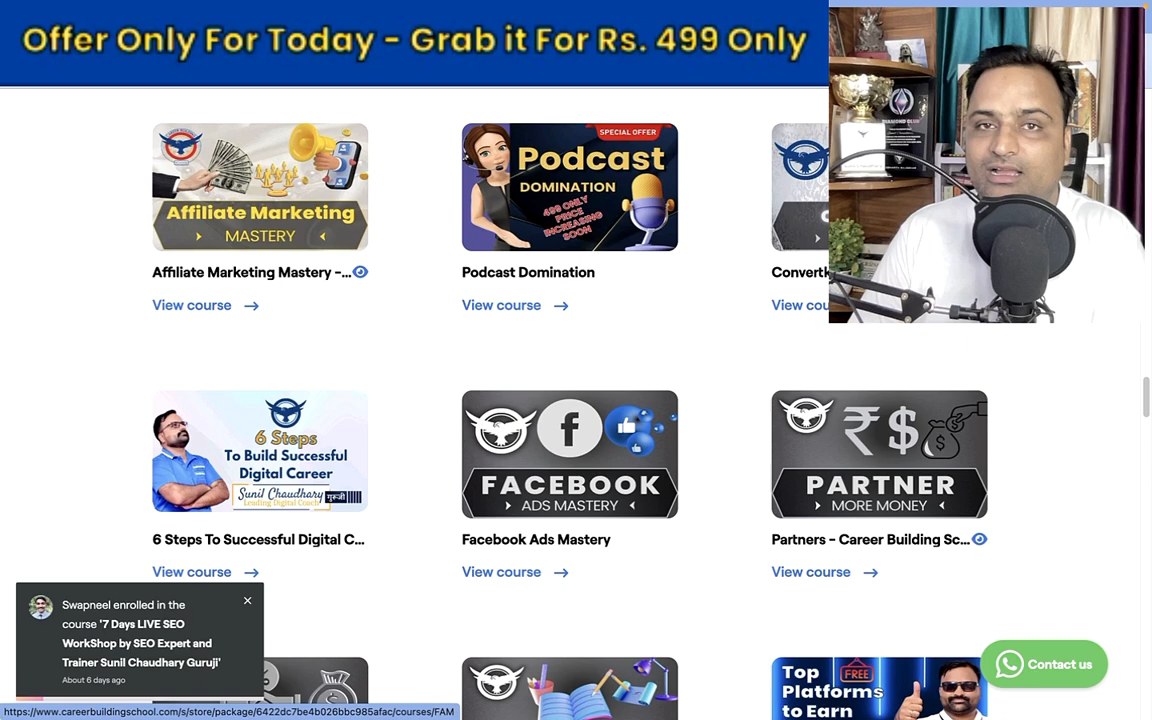 Offer Only For Today - Grab it For Rs. 499 Only
Affiliate Marketing
MASTERY
Affiliate Marketing Mastery -...
View course →
SPECIAL OFFER
Podcast
DOMINATION
499 ONLY
PRICE
INCREASING
SOON
Podcast Domination
View course →
Convertk
View cou
6 Steps
To Build Successful
Digital Career
Sunil Chaudhary
Leading Digital Coach
गुरूजी
6 Steps To Successful Digital C...
View course →
f
FACEBOOK
ADS MASTERY
Facebook Ads Mastery
View course →
₹ $
PARTNER
MORE MONEY
Partners - Career Building Sc...
View course →
Swapneel enrolled in the
course '7 Days LIVE SEO
WorkShop by SEO Expert and
Trainer Sunil Chaudhary Guruji'
About 6 days ago
Top FREE
Platforms
to Earn
Contact us
https://www.careerbuildingschool.com/s/store/package/6422dc7be4b026bbc985afac/courses/FAM